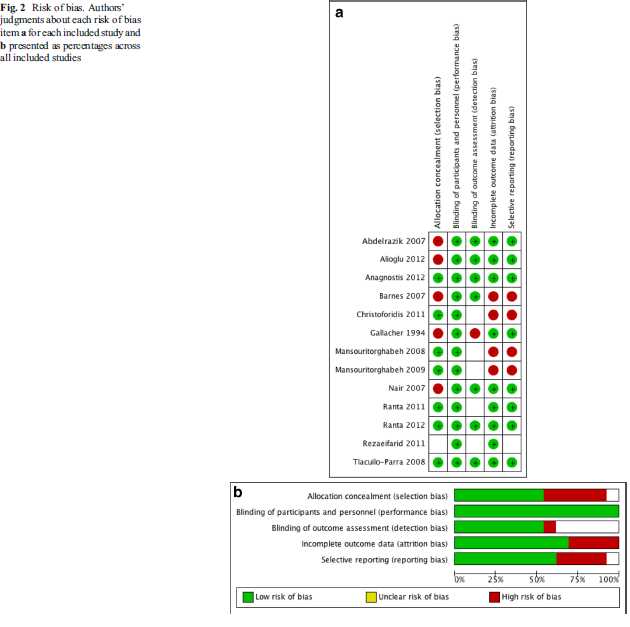 Fig. 2 Risk of bias. Authors'
judgments about each risk of bias
item a for each included study and
b presented as percentages across
all included studies
a
Allocation concealment (selection bias)
Blinding of participants and personnel (performance bias)
Blinding of outcome assessment (detection bias)
Incomplete outcome data (attrition bias)
Selective reporting (reporting bias)
Abdelrazik 2007
Alioglu 2012
Anagnostis 2012
Barnes 2007
Christoforidis 2011
Gallacher 1994
Mansouritorghabeh 2008
Mansouritorghabeh 2009
Nair 2007
Ranta 2011
Ranta 2012
Rezaeifarid 2011
Tlacuilo-Parra 2008
b
Allocation concealment (selection bias)
Blinding of participants and personnel (performance bias)
Blinding of outcome assessment (detection bias)
Incomplete outcome data (attrition bias)
Selective reporting (reporting bias)
0% 25% 50% 75% 100%
Low risk of bias Unclear risk of bias High risk of bias